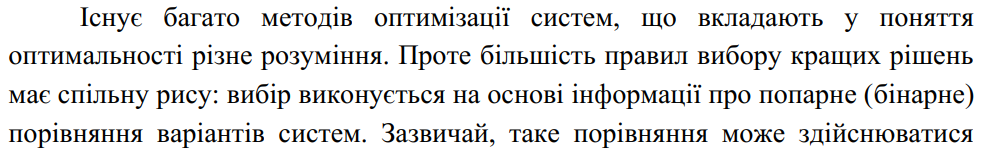 Існує багато методів оптимізації систем, що вкладають у поняття
оптимальності різне розуміння. Проте більшість правил вибору кращих рішень
має спільну рису: вибір виконується на основі інформації про попарне (бінарне)
порівняння варіантів систем. Зазвичай, таке порівняння може здійснюватися